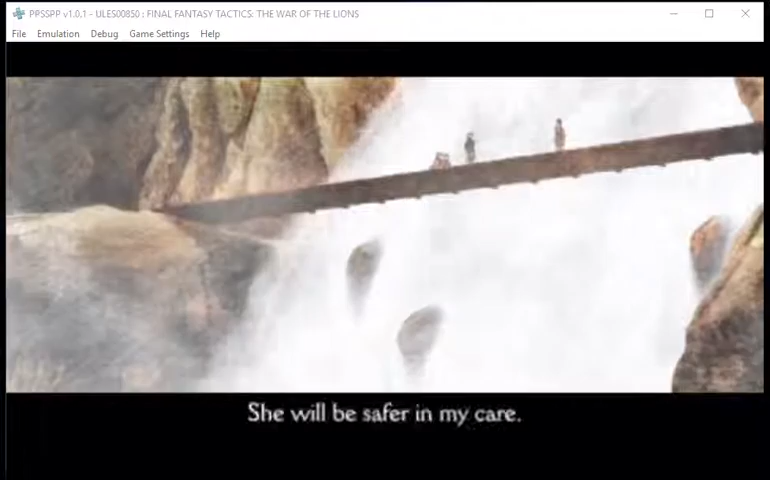 PPSSPP v1.0.1 - ULES00850 : FINAL FANTASY TACTICS: THE WAR OF THE LIONS
File Emulation Debug Game Settings Help
She will be safer in my care.